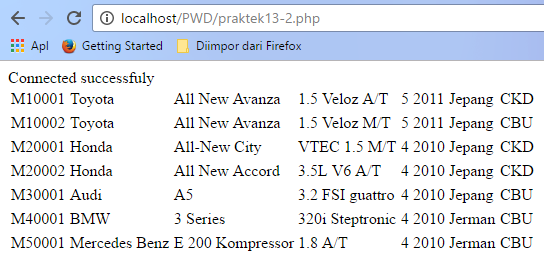 localhost/PWD/praktek13-2.php
Apl Getting Started Diimpor dari Firefox
Connected successfuly
M10001 Toyota All New Avanza 1.5 Veloz A/T 5 2011 Jepang CKD
M10002 Toyota All New Avanza 1.5 Veloz M/T 5 2011 Jepang CBU
M20001 Honda All-New City VTEC 1.5 M/T 4 2010 Jepang CKD
M20002 Honda All New Accord 3.5L V6 A/T 4 2010 Jepang CKD
M30001 Audi A5 3.2 FSI guattro 4 2010 Jepang CBU
M40001 BMW 3 Series 320i Steptronic 4 2010 Jerman CBU
M50001 Mercedes Benz E 200 Kompressor 1.8 A/T 4 2010 Jerman CBU